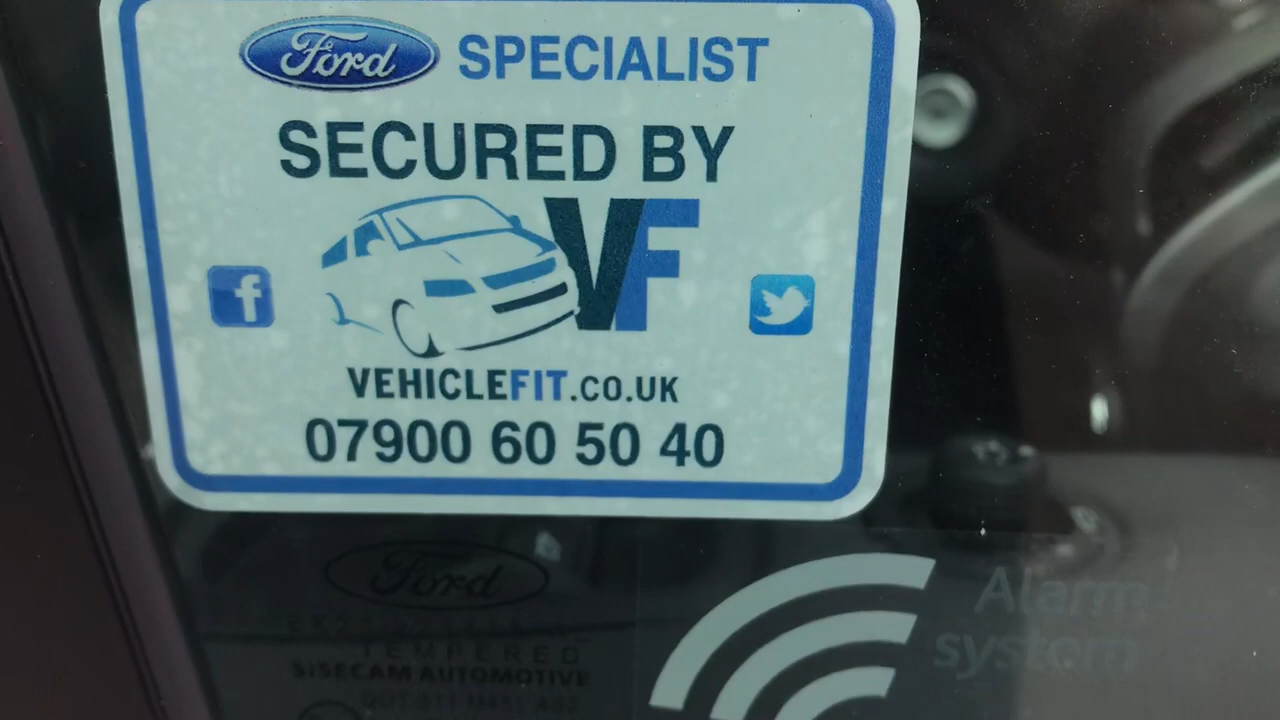 Ford SPECIALIST
SECURED BY
VF
VEHICLEFIT.CO.UK
07900 60 50 40
Ford
TEMPERED
SISECAM AUTOMOTIVE
Alarm
system